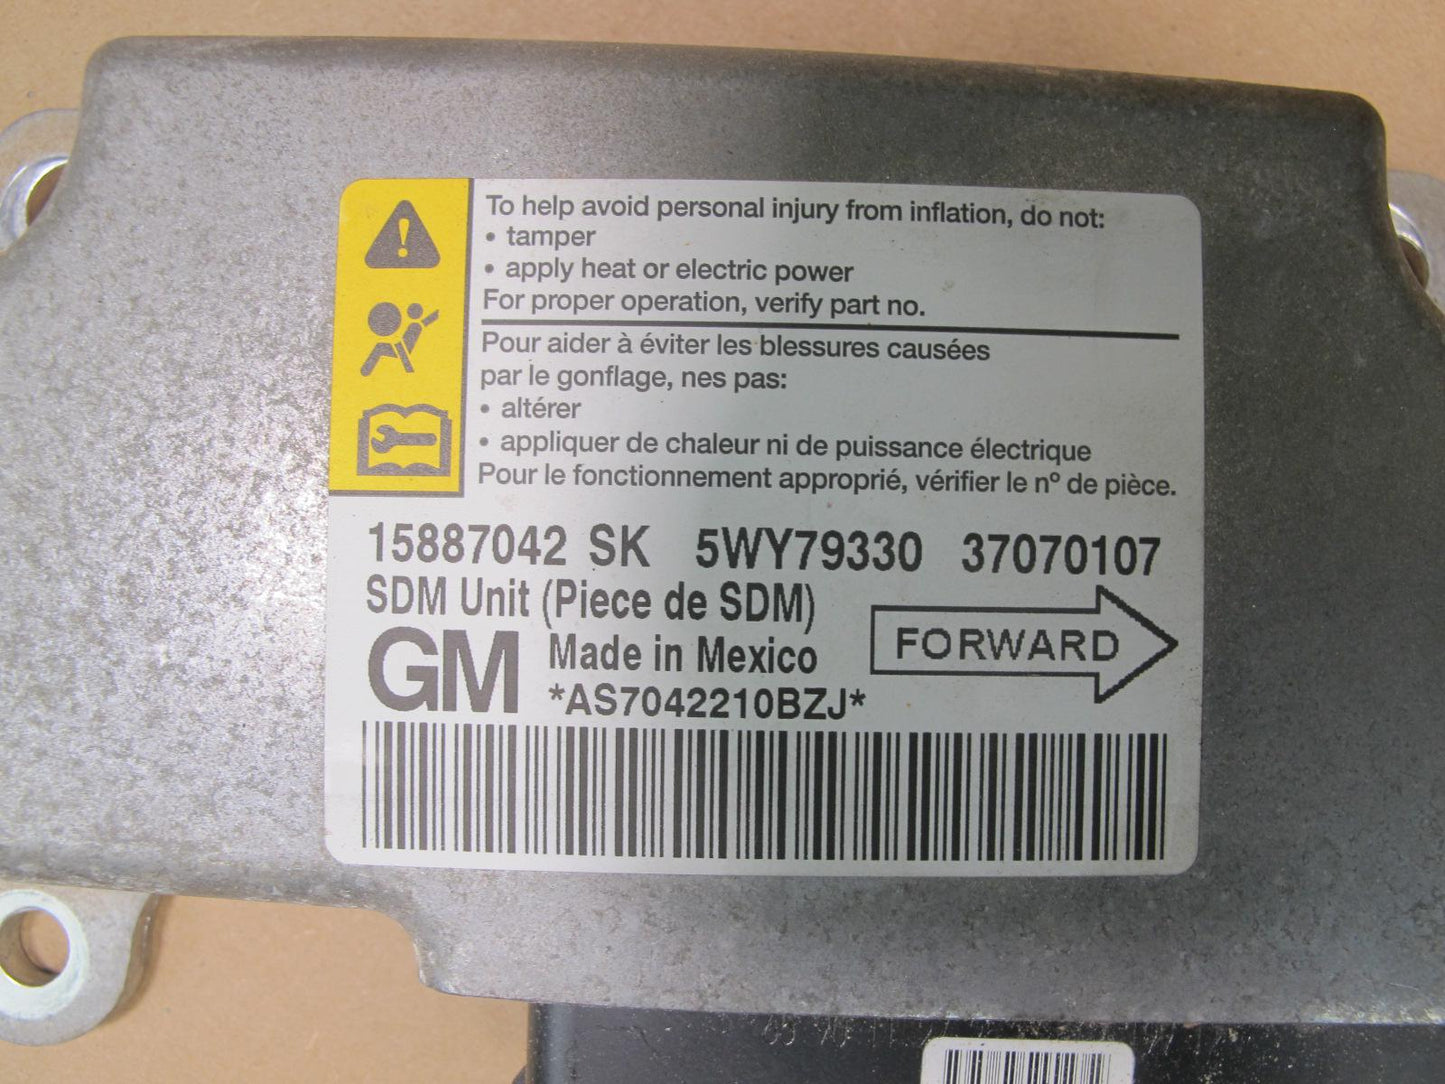 To help avoid personal injury from inflation, do not:
• tamper
• apply heat or electric power
For proper operation, verify part no.
Pour aider à éviter les blessures causées
par le gonflage, nes pas:
• altérer
• appliquer de chaleur ni de puissance électrique
Pour le fonctionnement approprié, vérifier le nº de pièce.
15887042 SK 5WY79330 37070107
SDM Unit (Piece de SDM)
GM Made in Mexico FORWARD
*AS7042210BZJ*